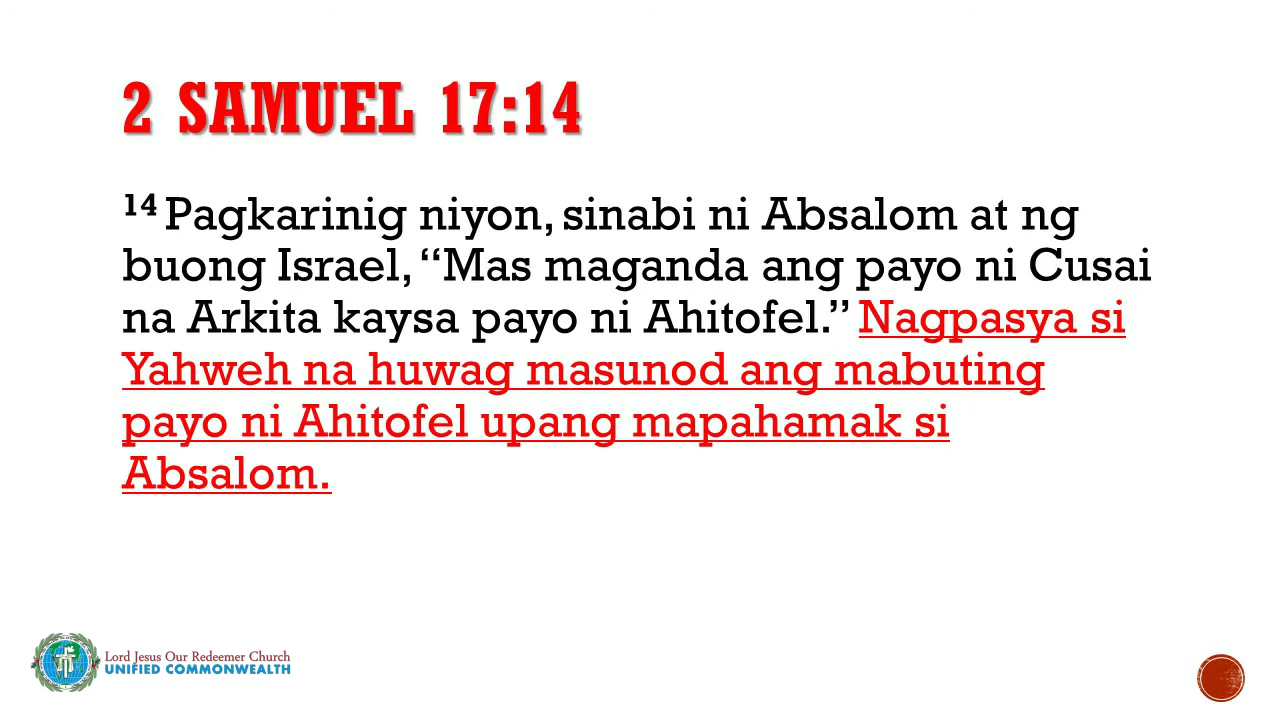 2 SAMUEL 17:14
14 Pagkarinig niyon, sinabi ni Absalom at ng
buong Israel, “Mas maganda ang payo ni Cusai
na Arkita kaysa payo ni Ahitofel.” Nagpasya si
Yahweh na huwag masunod ang mabuting
payo ni Ahitofel upang mapahamak si
Absalom.
Lord Jesus Our Redeemer Church
UNIFIED COMMONWEALTH